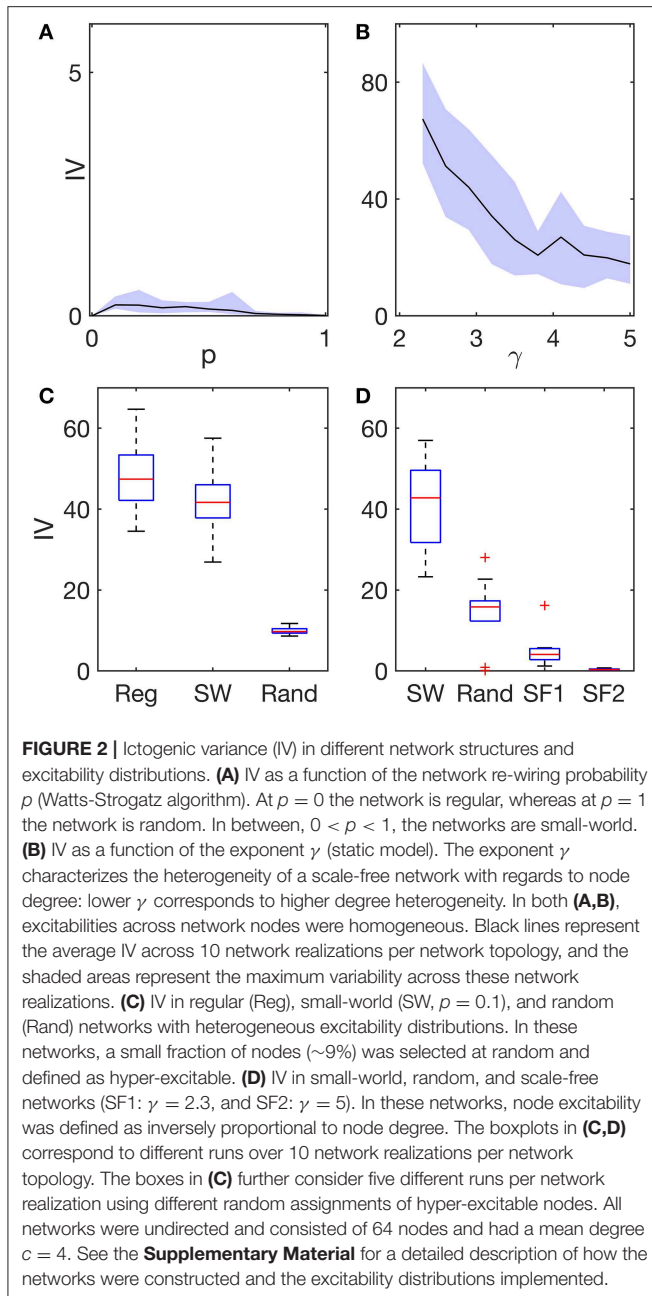 A
B
5
80
IV
40
0
0
0
1
2
3
4
5
p
γ
C
D
60
60
IV
40
40
20
20
0
0
Reg
SW
Rand
SW
Rand
SF1
SF2
FIGURE 2 | Ictogenic variance (IV) in different network structures and
excitability distributions. (A) IV as a function of the network re-wiring probability
p (Watts-Strogatz algorithm). At p = 0 the network is regular, whereas at p = 1
the network is random. In between, 0 < p < 1, the networks are small-world.
(B) IV as a function of the exponent γ (static model). The exponent γ
characterizes the heterogeneity of a scale-free network with regards to node
degree: lower γ corresponds to higher degree heterogeneity. In both (A,B),
excitabilities across network nodes were homogeneous. Black lines represent
the average IV across 10 network realizations per network topology, and the
shaded areas represent the maximum variability across these network
realizations. (C) IV in regular (Reg), small-world (SW, p = 0.1), and random
(Rand) networks with heterogeneous excitability distributions. In these
networks, a small fraction of nodes (~9%) was selected at random and
defined as hyper-excitable. (D) IV in small-world, random, and scale-free
networks (SF1: γ = 2.3, and SF2: γ = 5). In these networks, node excitability
was defined as inversely proportional to node degree. The boxplots in (C,D)
correspond to different runs over 10 network realizations per network
topology. The boxes in (C) further consider five different runs per network
realization using different random assignments of hyper-excitable nodes. All
networks were undirected and consisted of 64 nodes and had a mean degree
c = 4. See the Supplementary Material for a detailed description of how the
networks were constructed and the excitability distributions implemented.